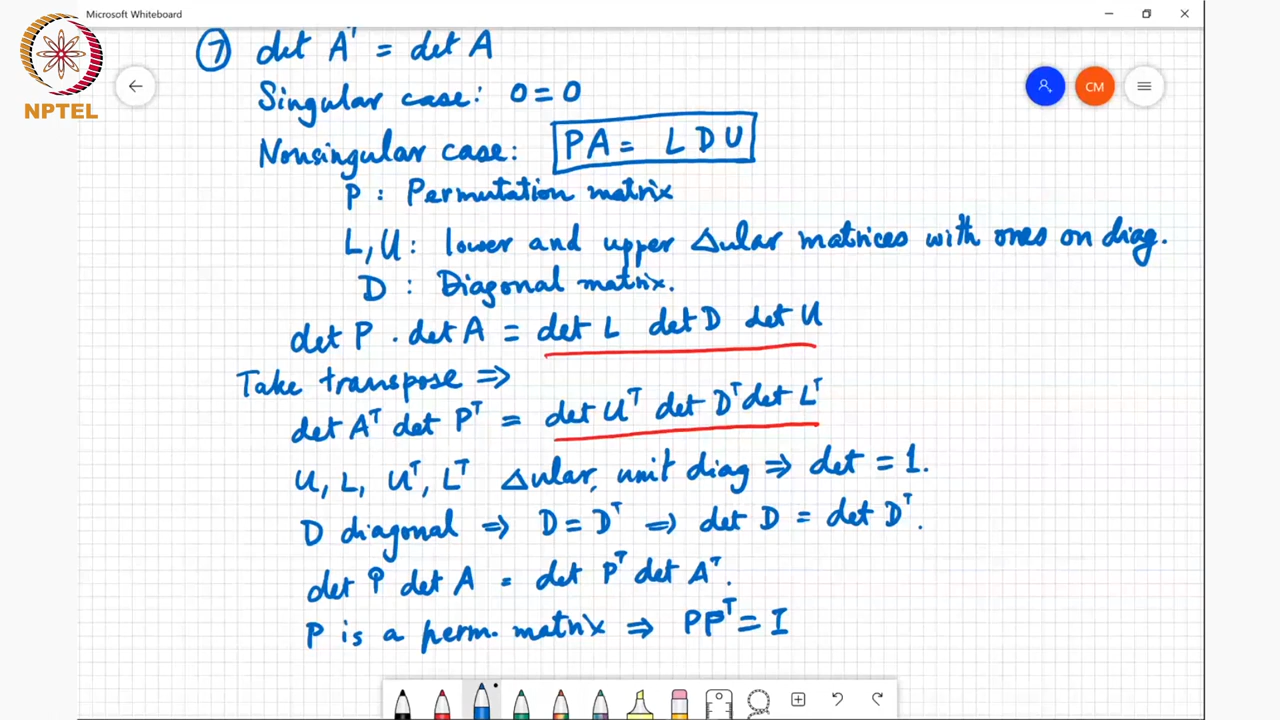 Microsoft Whiteboard
NPTEL
CM
⑦ det Aᵀ = det A
Singular case: 0 = 0
Nonsingular case: PA = L D U
P : Permutation matrix
L, U : lower and upper Δular matrices with ones on diag.
D : Diagonal matrix.
det P . det A = det L det D det U
Take transpose ⇒
det Aᵀ det Pᵀ = det Uᵀ det Dᵀ det Lᵀ
U, L, Uᵀ, Lᵀ Δular, unit diag ⇒ det = 1.
D diagonal ⇒ D = Dᵀ ⇒ det D = det Dᵀ.
det P det A = det Pᵀ det Aᵀ.
P is a perm. matrix ⇒ PPᵀ = I